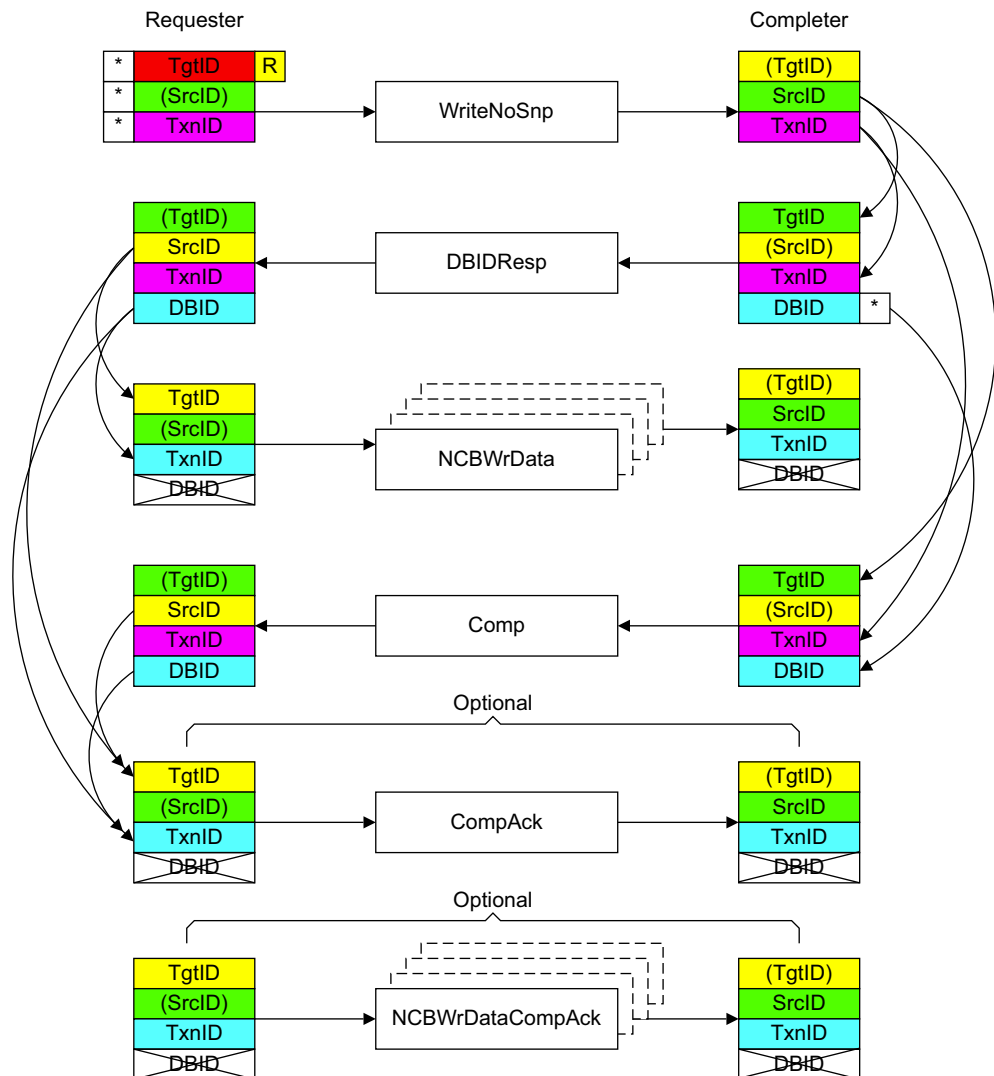 Requester Completer
* TgtID R (TgtID)
* (SrcID) SrcID
* TxnID WriteNoSnp TxnID
(TgtID) TgtID
SrcID DBIDResp (SrcID)
TxnID TxnID
DBID DBID *
TgtID (TgtID)
(SrcID) SrcID
TxnID NCBWrData TxnID
DBID DBID
(TgtID) TgtID
SrcID Comp (SrcID)
TxnID TxnID
DBID DBID
Optional
TgtID (TgtID)
(SrcID) CompAck SrcID
TxnID TxnID
DBID DBID
Optional
TgtID (TgtID)
(SrcID) NCBWrDataCompAck SrcID
TxnID TxnID
DBID DBID